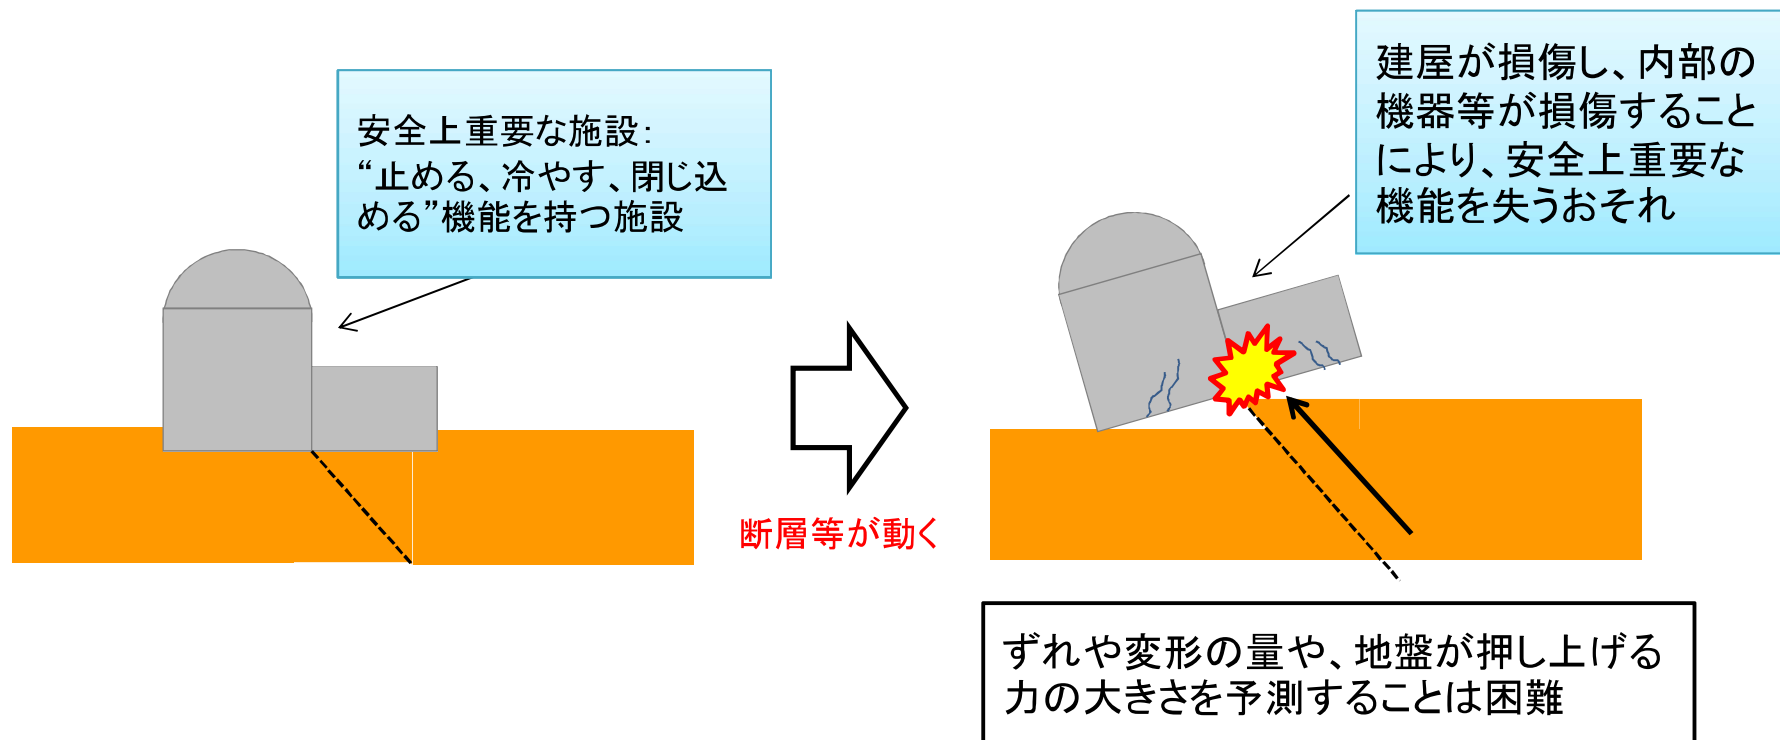 安全上重要な施設：
“止める、冷やす、閉じ込
める”機能を持つ施設
断層等が動く
建屋が損傷し、内部の
機器等が損傷すること
により、安全上重要な
機能を失うおそれ
ずれや変形の量や、地盤が押し上げる
力の大きさを予測することは困難